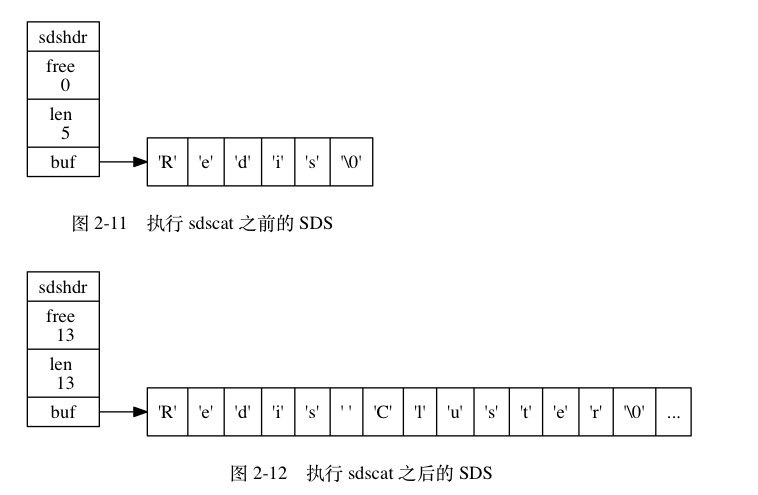 sdshdr
free
0
len
5
buf
'R' 'e' 'd' 'i' 's' '\0'
图 2-11 执行 sdscat 之前的 SDS
sdshdr
free
13
len
13
buf
'R' 'e' 'd' 'i' 's' ' ' 'C' 'l' 'u' 's' 't' 'e' 'r' '\0' ...
图 2-12 执行 sdscat 之后的 SDS